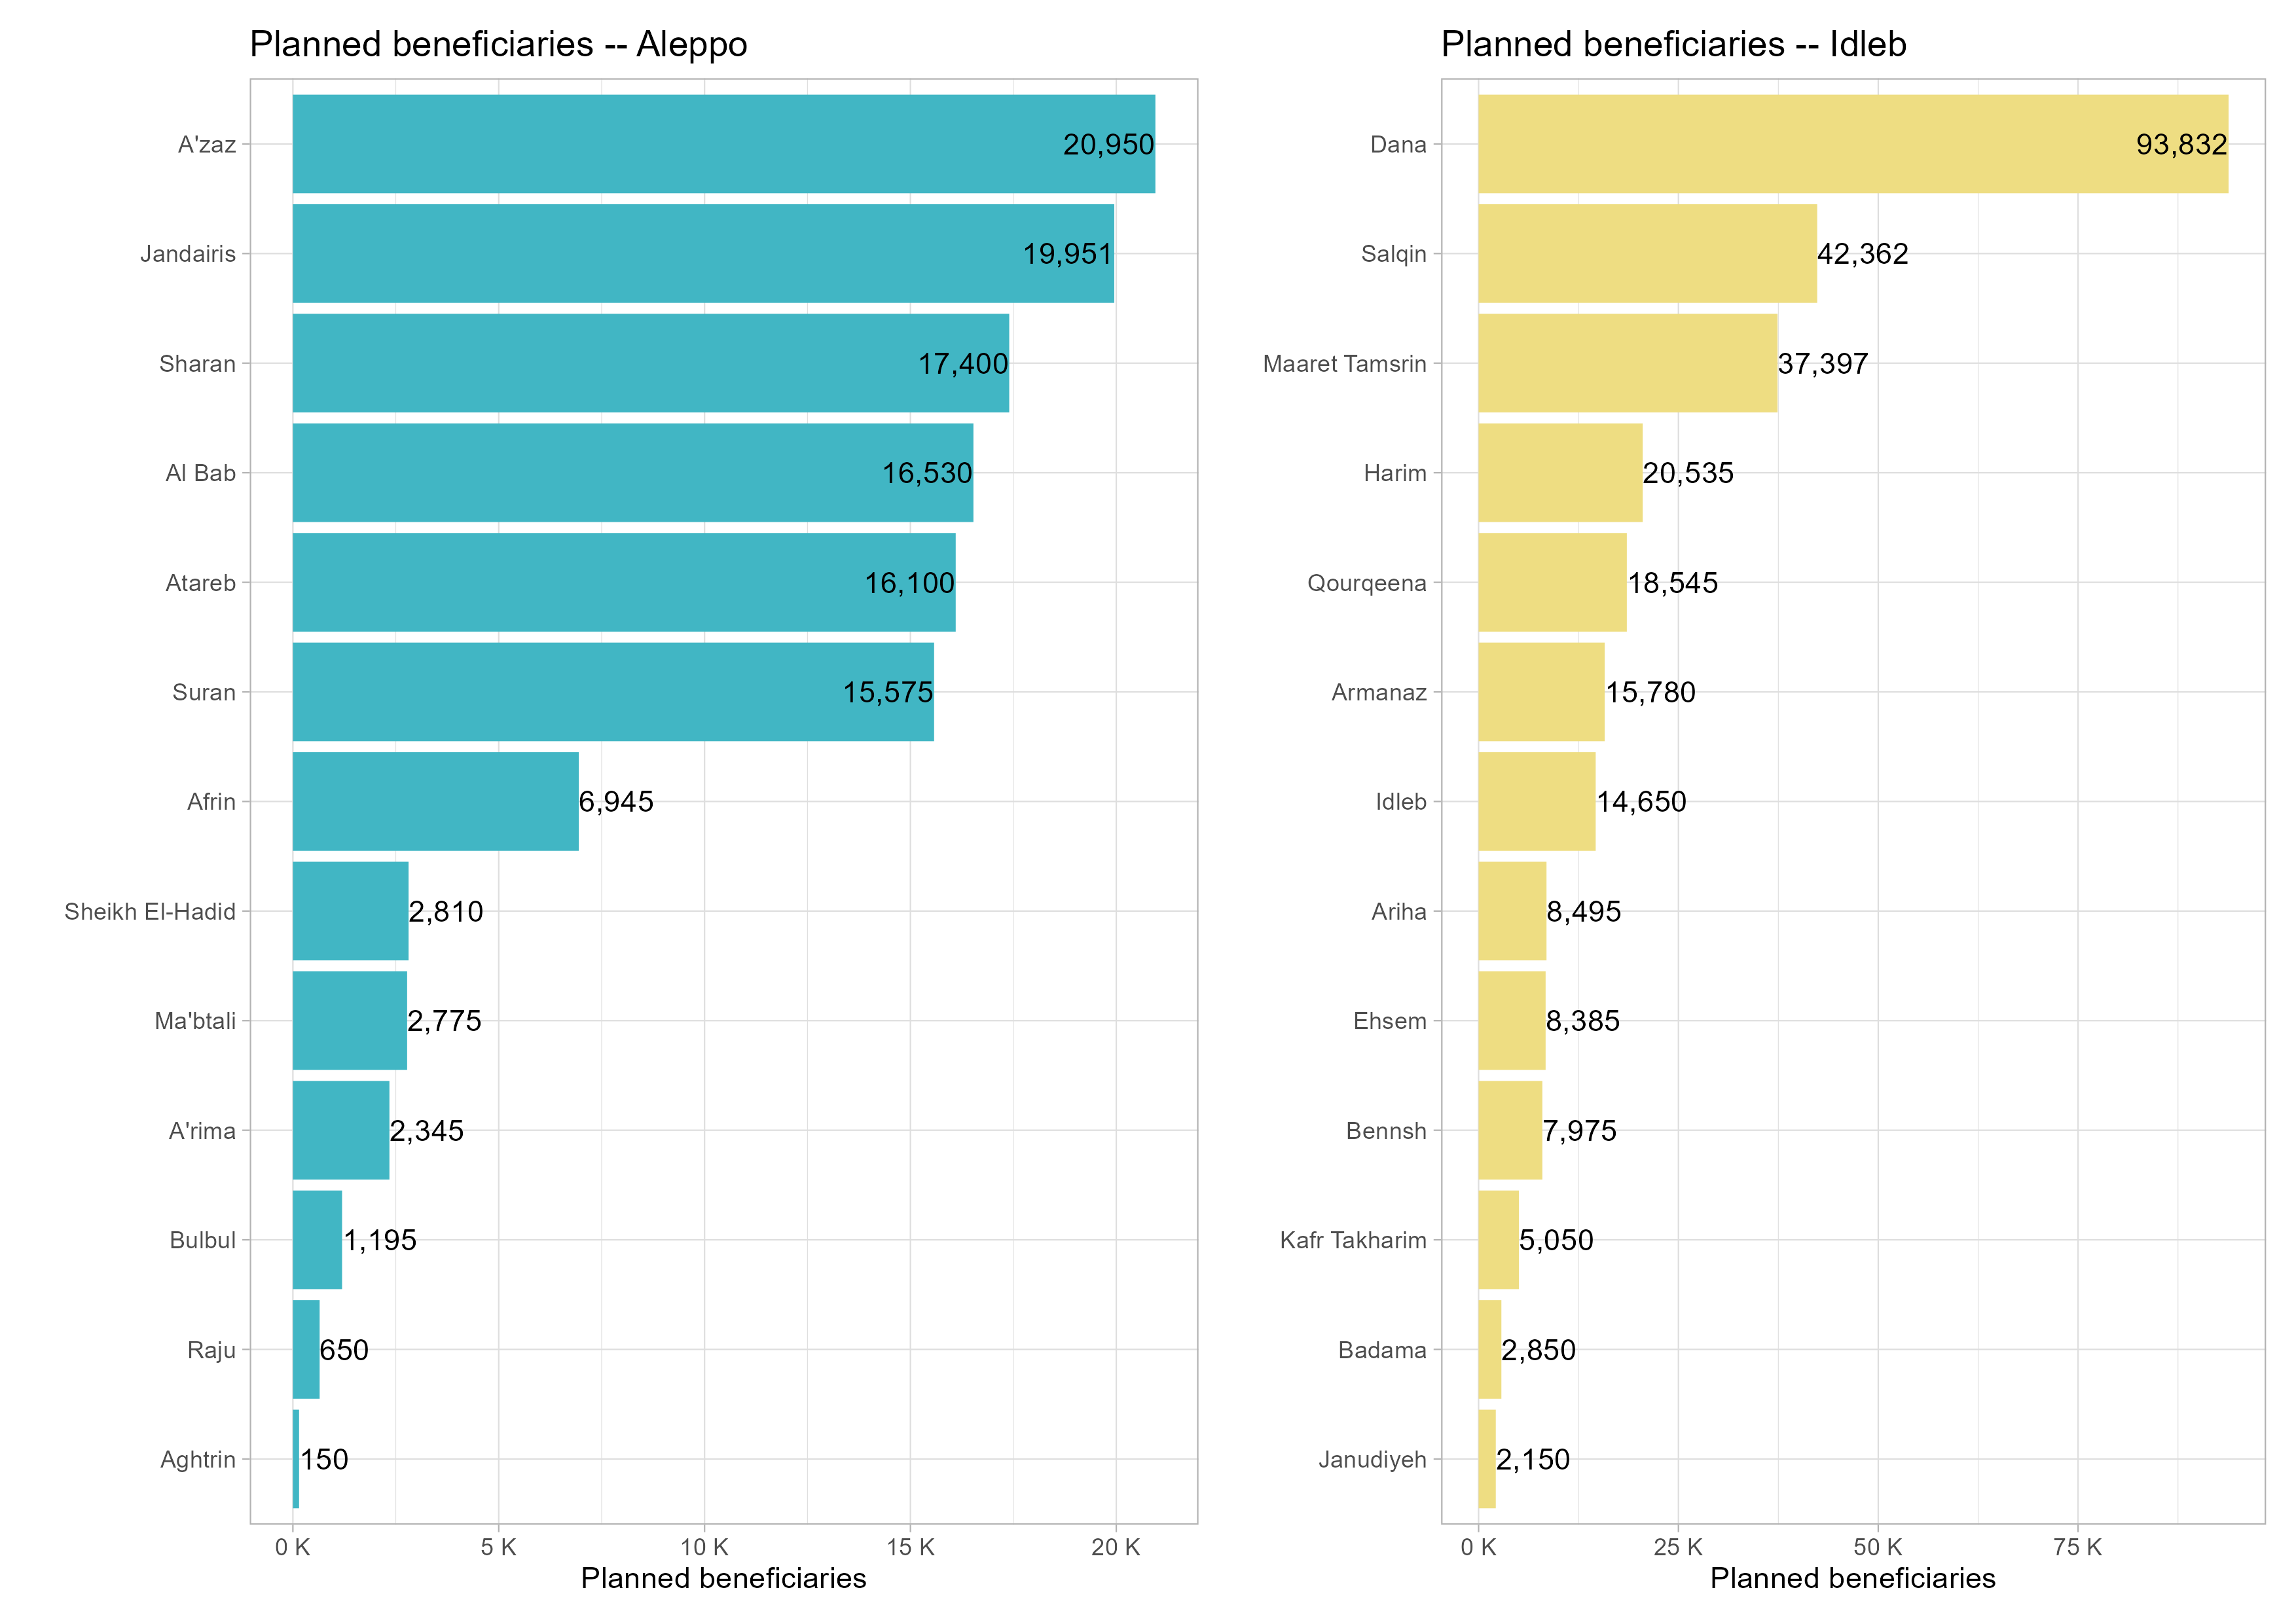 Planned beneficiaries -- Aleppo
A'zaz 20,950
Jandairis 19,951
Sharan 17,400
Al Bab 16,530
Atareb 16,100
Suran 15,575
Afrin 6,945
Sheikh El-Hadid 2,810
Ma'btali 2,775
A'rima 2,345
Bulbul 1,195
Raju 650
Aghtrin 150
0 K 5 K 10 K 15 K 20 K
Planned beneficiaries
Planned beneficiaries -- Idleb
Dana 93,832
Salqin 42,362
Maaret Tamsrin 37,397
Harim 20,535
Qourqeena 18,545
Armanaz 15,780
Idleb 14,650
Ariha 8,495
Ehsem 8,385
Bennsh 7,975
Kafr Takharim 5,050
Badama 2,850
Janudiyeh 2,150
0 K 25 K 50 K 75 K
Planned beneficiaries